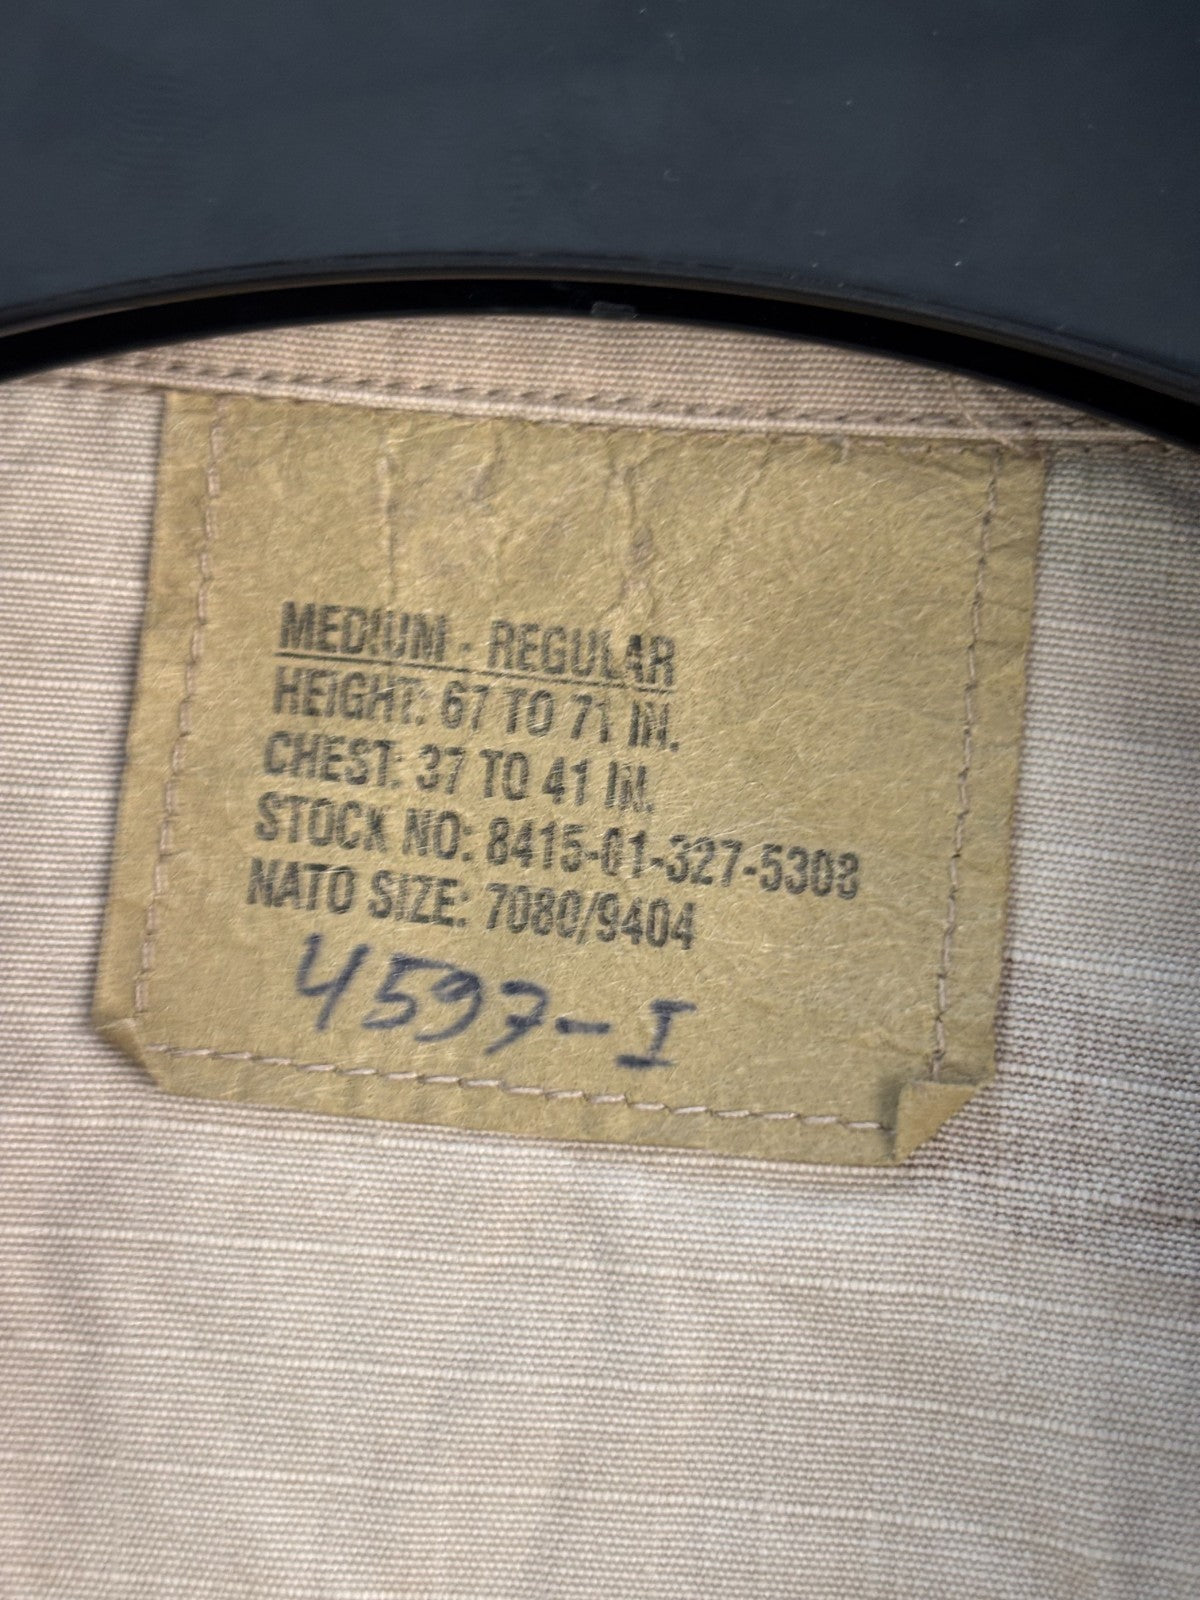 MEDIUM - REGULAR
HEIGHT: 67 TO 71 IN.
CHEST: 37 TO 41 IN.
STOCK NO: 8415-01-327-5308
NATO SIZE: 7080/9404
4597-I